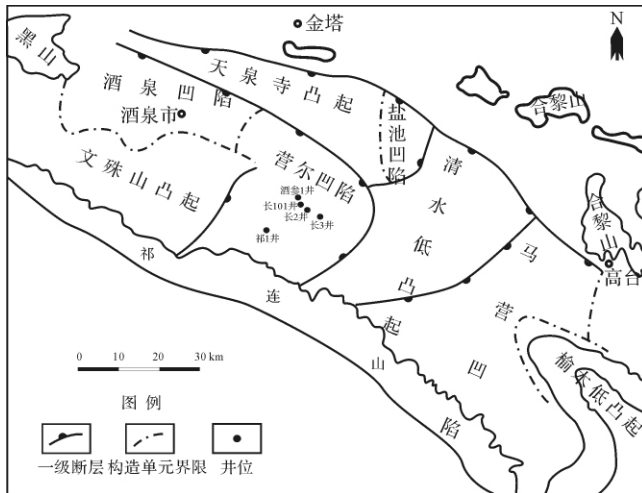 黑山
金塔
N
天泉寺凸起
酒泉凹陷
酒泉市
盐池凹陷
合黎山
文殊山凸起
营尔凹陷
清水低凸起
酒参1井
长101井
长2井
长3井
祁1井
合黎山
高台
马营凹陷
祁连山
榆木低凸起
0 10 20 30 km
图例
一级断层 构造单元界限 井位